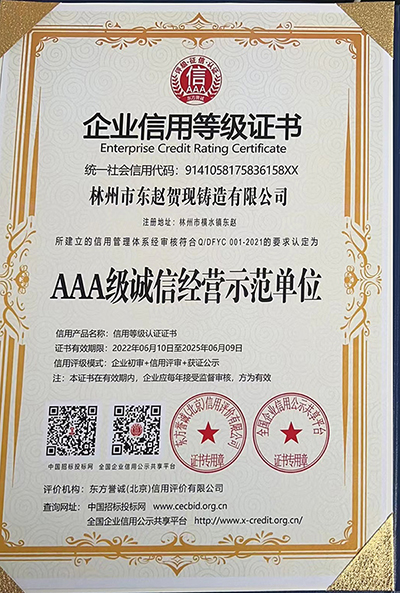 评级·征信·认证
信
AAA
东方誉诚
企业信用等级证书
Enterprise Credit Rating Certificate
统一社会信用代码：9141058175836158XX
林州市东赵贺现铸造有限公司
注册地址：林州市横水镇东赵
所建立的信用管理体系经审核符合Q/DFYC 001-2021的要求认定为
AAA级诚信经营示范单位
信用产品名称：信用等级认证证书
证书有效期限：2022年06月10日至2025年06月09日
信用评级模式：企业初审+信用评审+获证公示
注：本证书在有效期内，企业应每年接受监督审核，方为有效
东方誉诚(北京)信用评价有限公司
证书专用章
全国企业信用公示共享平台
证书专用章
中国招标投标网 全国企业信用公示共享平台
评价机构：东方誉诚(北京)信用评价有限公司
查询网址：中国招标投标网 www.cecbid.org.cn/
全国企业信用公示共享平台 http://www.x-credit.org.cn/